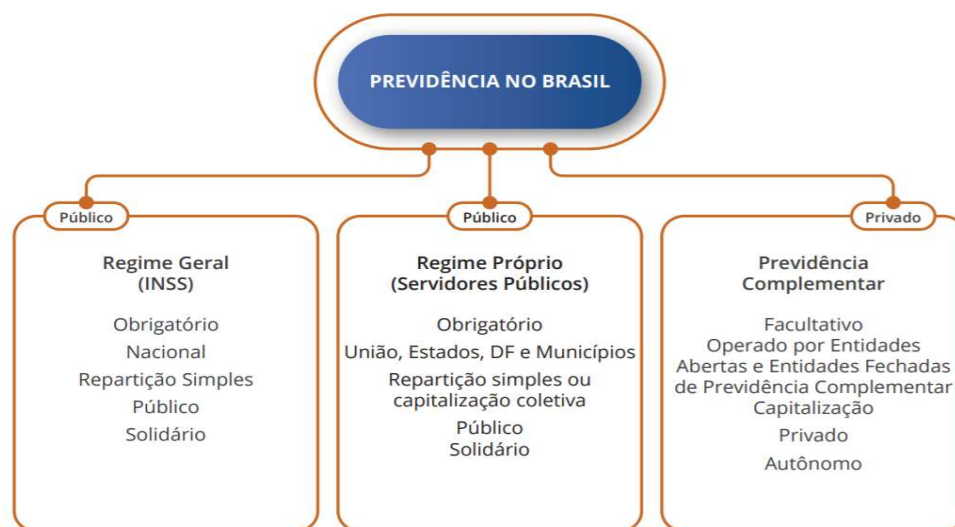 PREVIDÊNCIA NO BRASIL
Público
Regime Geral
(INSS)
Obrigatório
Nacional
Repartição Simples
Público
Solidário
Público
Regime Próprio
(Servidores Públicos)
Obrigatório
União, Estados, DF e Municípios
Repartição simples ou
capitalização coletiva
Público
Solidário
Privado
Previdência
Complementar
Facultativo
Operado por Entidades
Abertas e Entidades Fechadas
de Previdência Complementar
Capitalização
Privado
Autônomo